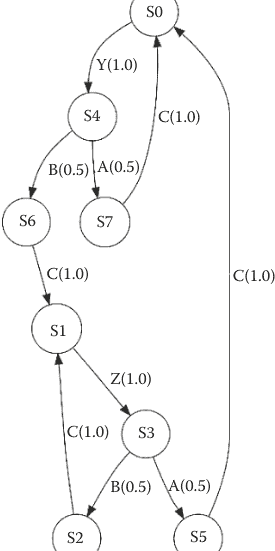 S0
Y(1.0)
S4
B(0.5)
A(0.5)
C(1.0)
S6
S7
C(1.0)
C(1.0)
S1
Z(1.0)
C(1.0)
S3
B(0.5)
A(0.5)
S2
S5